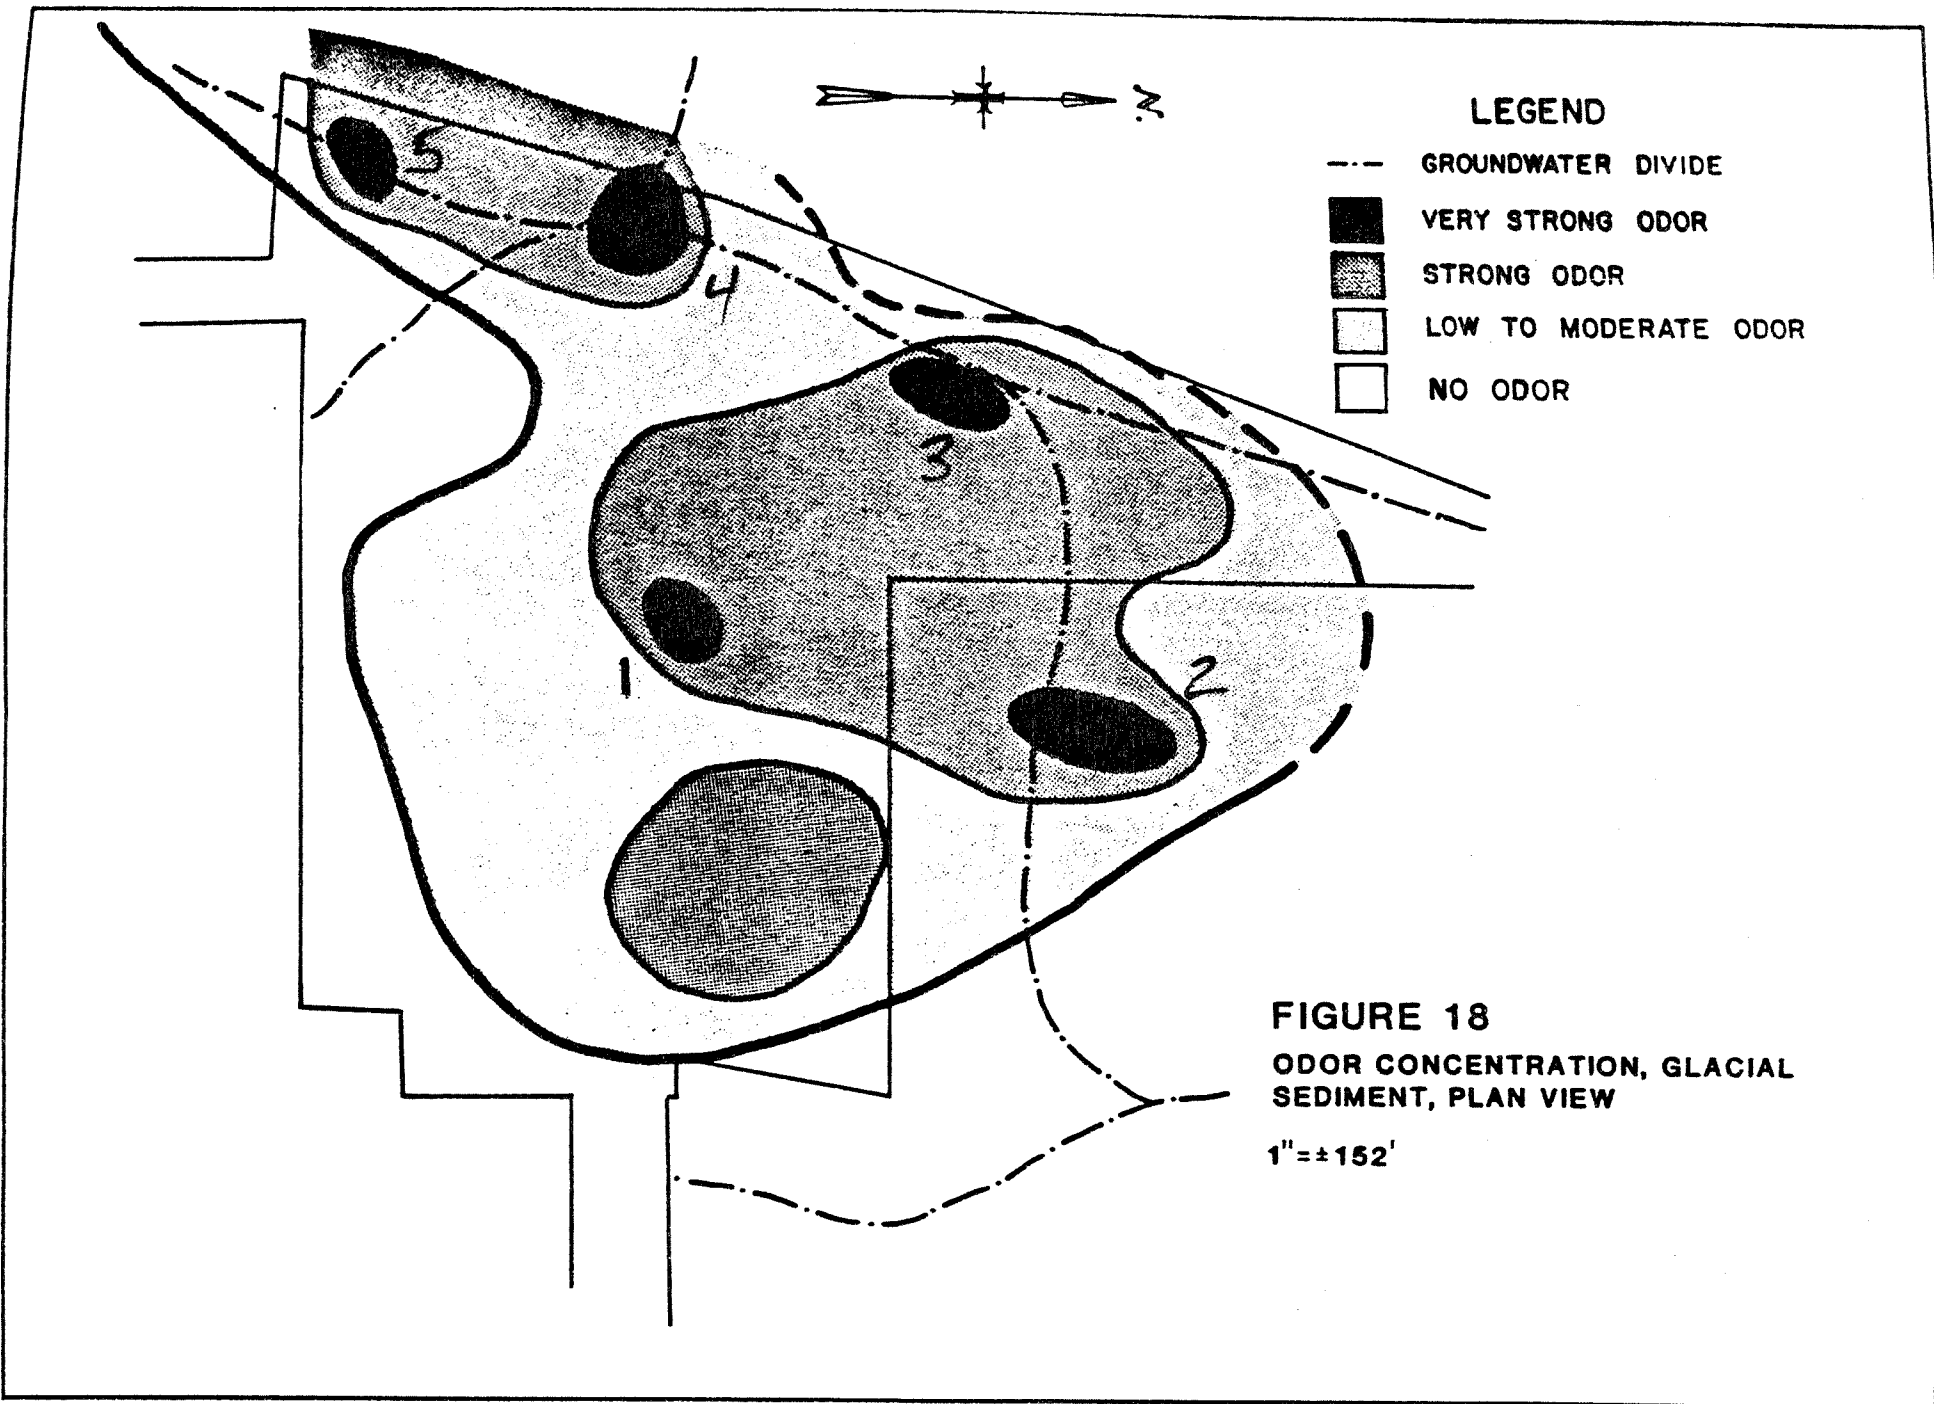 N
LEGEND
GROUNDWATER DIVIDE
VERY STRONG ODOR
STRONG ODOR
LOW TO MODERATE ODOR
NO ODOR
5
4
3
1
2
FIGURE 18
ODOR CONCENTRATION, GLACIAL
SEDIMENT, PLAN VIEW
1"=±152'